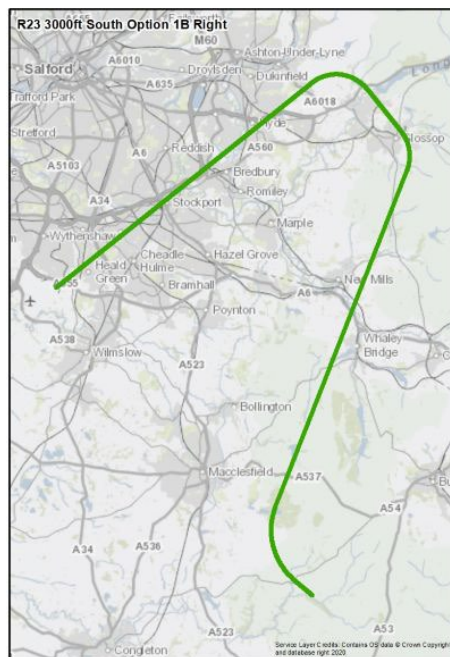 R23 3000ft South Option 1B Right
M60
Ashton-Under-Lyne
Salford
A6010
Droylsden
Dukinfield
Trafford Park
A635
A6018
Stretford
Hyde
Glossop
A5103
Reddish
A560
A6
Bredbury
A34
Romiley
Stockport
Wythenshaw
Marple
Cheadle
Hulme
Hazel Grove
Heald
Green
New Mills
Bramhall
A6
Poynton
A538
Whaley
Bridge
Wilmslow
A523
Bollington
Macclesfield
A537
A54
A34
A536
A523
A53
Congleton
Service Layer Credits: Contains OS data © Crown Copyright
and database right 2020